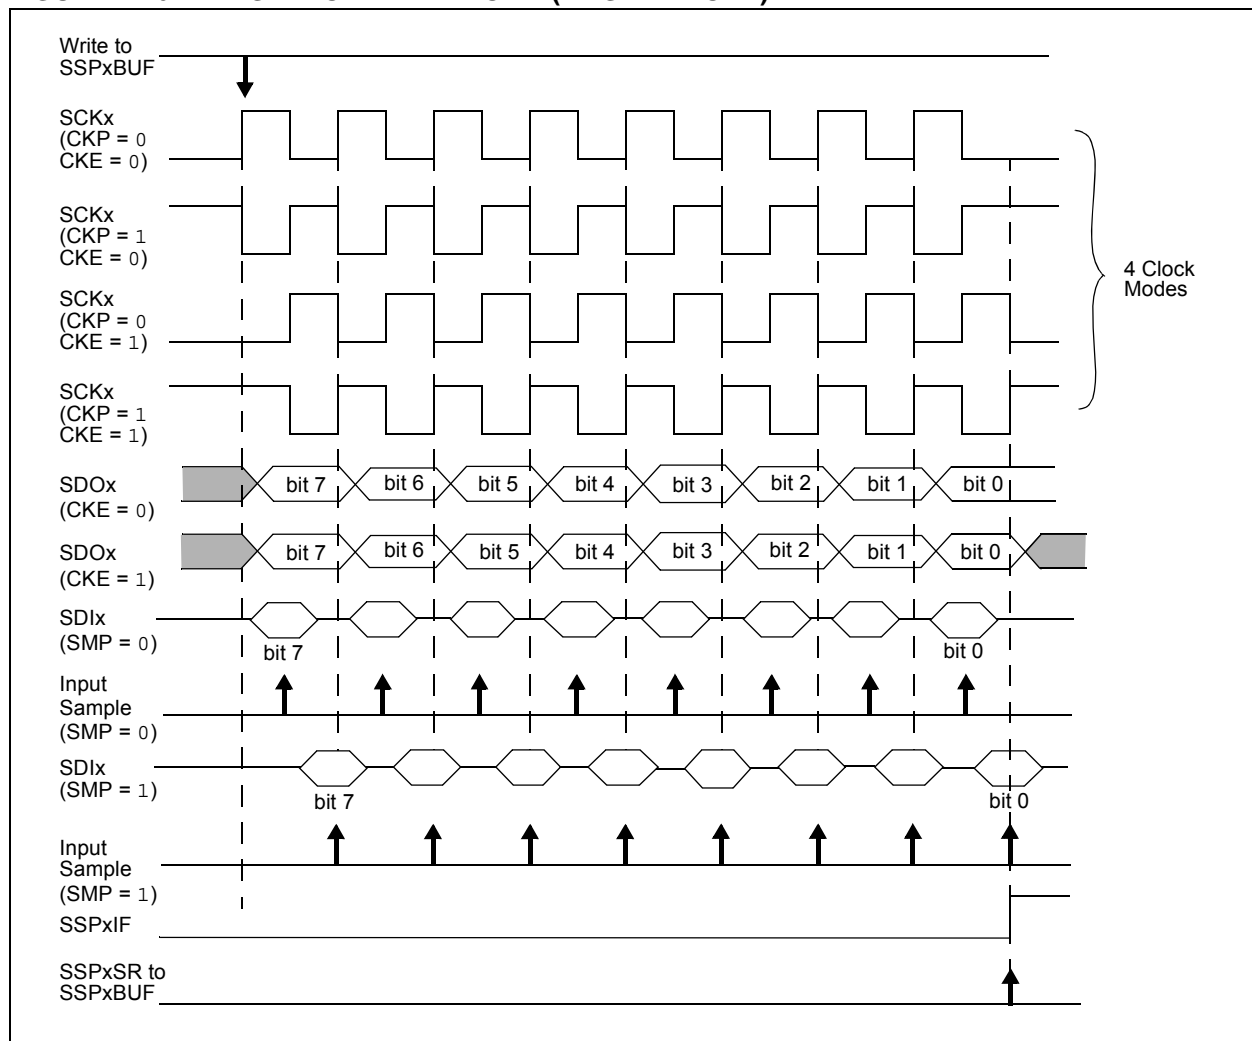 Write to
SSPxBUF
SCKx
(CKP = 0
CKE = 0)
SCKx
(CKP = 1
CKE = 0)
SCKx
(CKP = 0
CKE = 1)
SCKx
(CKP = 1
CKE = 1)
4 Clock
Modes
SDOx
(CKE = 0)
bit 7 bit 6 bit 5 bit 4 bit 3 bit 2 bit 1 bit 0
SDOx
(CKE = 1)
bit 7 bit 6 bit 5 bit 4 bit 3 bit 2 bit 1 bit 0
SDIx
(SMP = 0)
bit 7 bit 0
Input
Sample
(SMP = 0)
SDIx
(SMP = 1)
bit 7 bit 0
Input
Sample
(SMP = 1)
SSPxIF
SSPxSR to
SSPxBUF